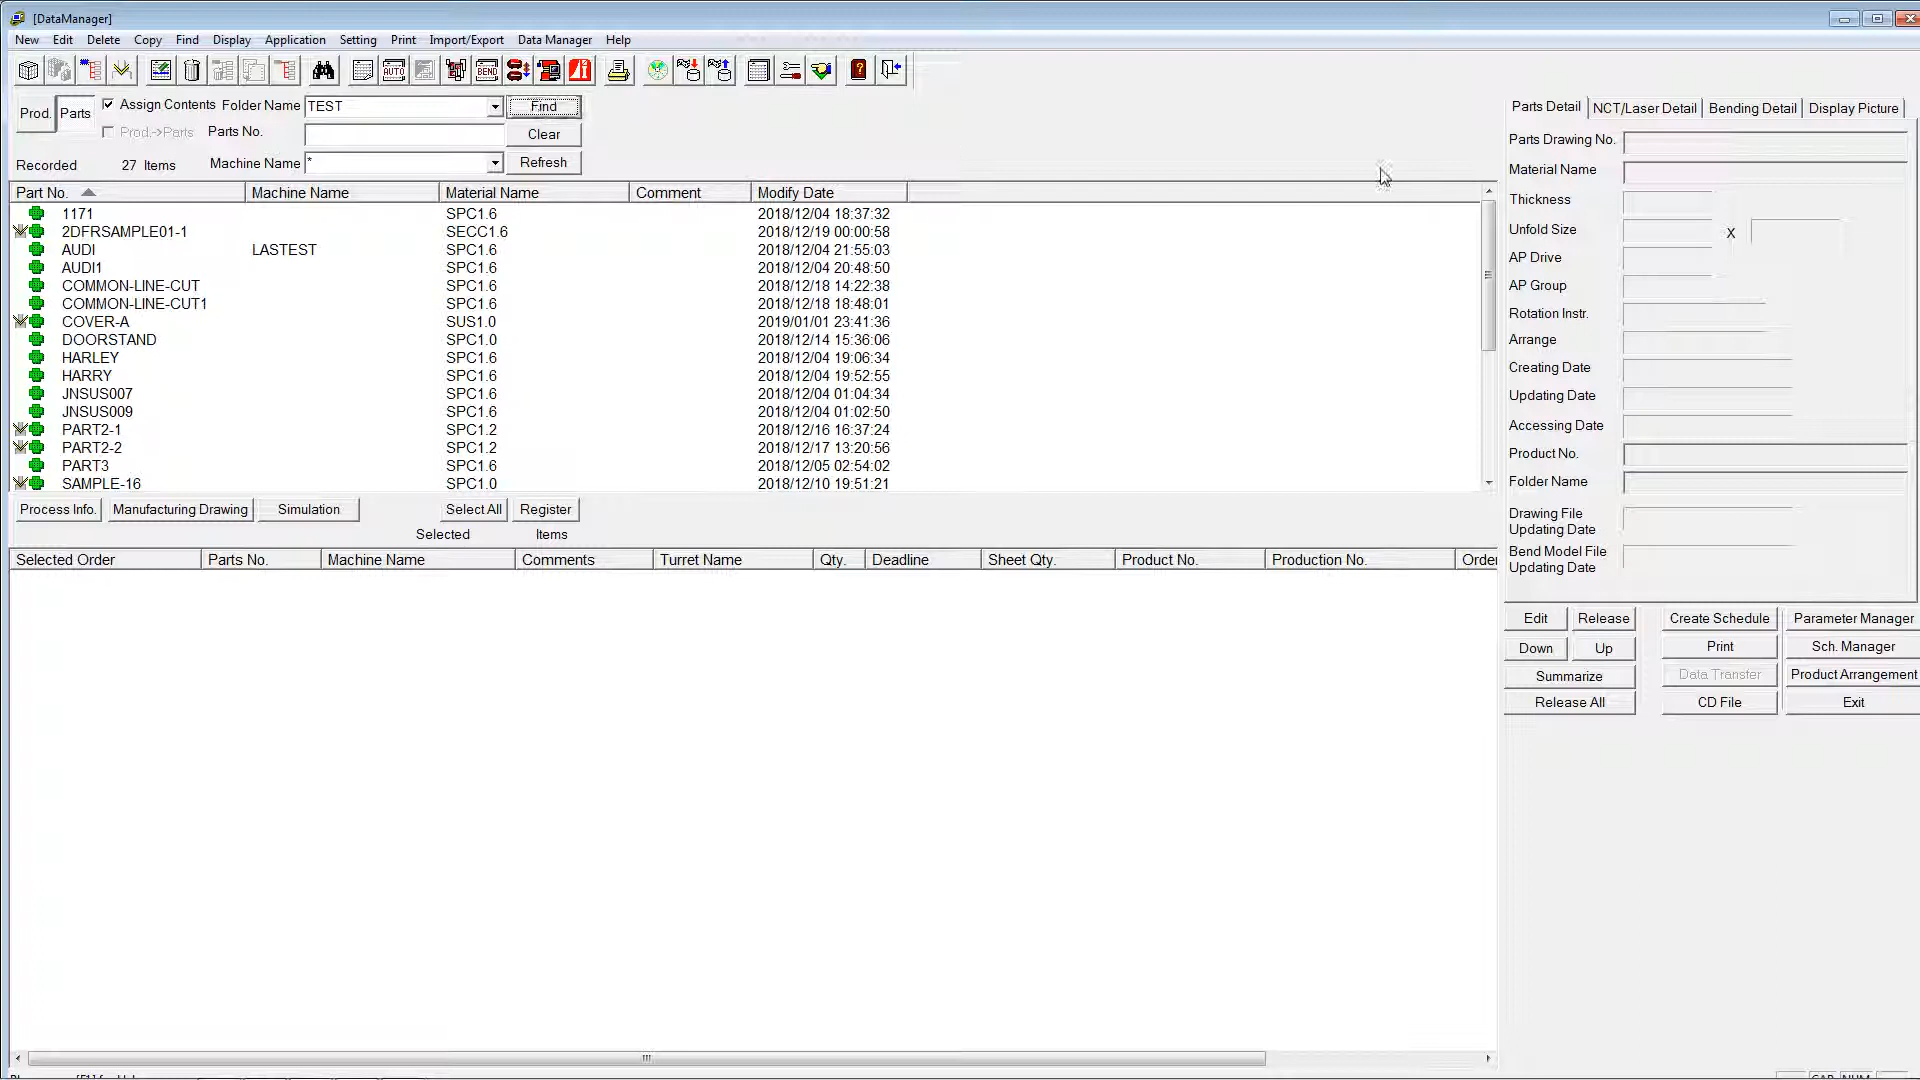 [DataManager]
New Edit Delete Copy Find Display Application Setting Print Import/Export Data Manager Help
AUTO BEND
Prod. Parts Assign Contents Folder Name TEST Find
Prod.->Parts Parts No. Clear
Recorded 27 Items Machine Name * Refresh
Part No. Machine Name Material Name Comment Modify Date
1171 SPC1.6 2018/12/04 18:37:32
2DFRSAMPLE01-1 SECC1.6 2018/12/19 00:00:58
AUDI LASTEST SPC1.6 2018/12/04 21:55:03
AUDI1 SPC1.6 2018/12/04 20:48:50
COMMON-LINE-CUT SPC1.6 2018/12/18 14:22:38
COMMON-LINE-CUT1 SPC1.6 2018/12/18 18:48:01
COVER-A SUS1.0 2019/01/01 23:41:36
DOORSTAND SPC1.0 2018/12/14 15:36:06
HARLEY SPC1.6 2018/12/04 19:06:34
HARRY SPC1.6 2018/12/04 19:52:55
JNSUS007 SPC1.6 2018/12/04 01:04:34
JNSUS009 SPC1.6 2018/12/04 01:02:50
PART2-1 SPC1.2 2018/12/16 16:37:24
PART2-2 SPC1.2 2018/12/17 13:20:56
PART3 SPC1.6 2018/12/05 02:54:02
SAMPLE-16 SPC1.0 2018/12/10 19:51:21
Process Info. Manufacturing Drawing Simulation Select All Register
Selected Items
Selected Order Parts No. Machine Name Comments Turret Name Qty. Deadline Sheet Qty. Product No. Production No. Order
Parts Detail NCT/Laser Detail Bending Detail Display Picture
Parts Drawing No.
Material Name
Thickness
Unfold Size X
AP Drive
AP Group
Rotation Instr.
Arrange
Creating Date
Updating Date
Accessing Date
Product No.
Folder Name
Drawing File
Updating Date
Bend Model File
Updating Date
Edit Release Create Schedule Parameter Manager
Down Up Print Sch. Manager
Summarize Data Transfer Product Arrangement
Release All CD File Exit
CAP NUM